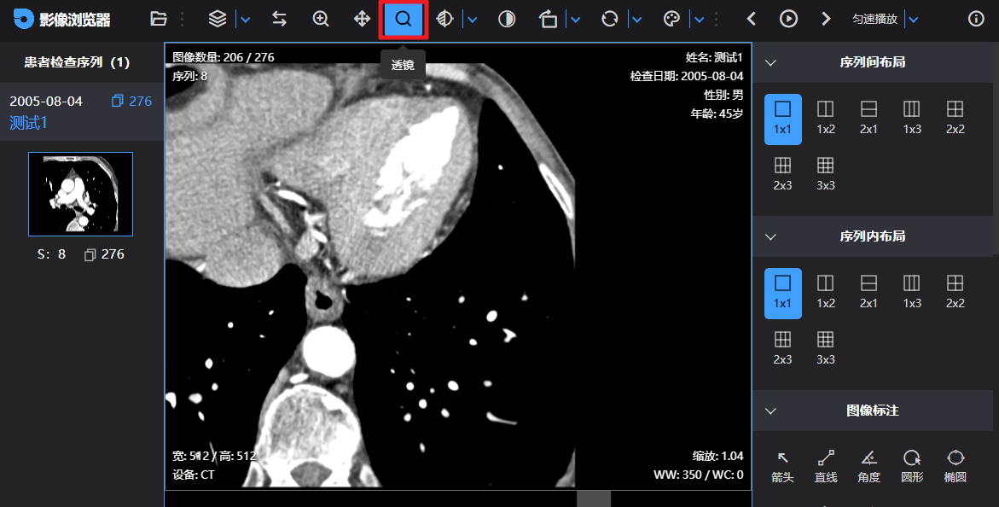 影像浏览器
匀速播放
患者检查序列（1）
2005-08-04 276
测试1
S: 8 276
透镜
图像数量: 206 / 276
序列: 8
姓名: 测试1
检查日期: 2005-08-04
性别: 男
年龄: 45岁
宽: 512 / 高: 512
设备: CT
缩放: 1.04
WW: 350 / WC: 0
序列间布局
1x1 1x2 2x1 1x3 2x2
2x3 3x3
序列内布局
1x1 1x2 2x1 1x3 2x2
2x3 3x3
图像标注
箭头 直线 角度 圆形 椭圆